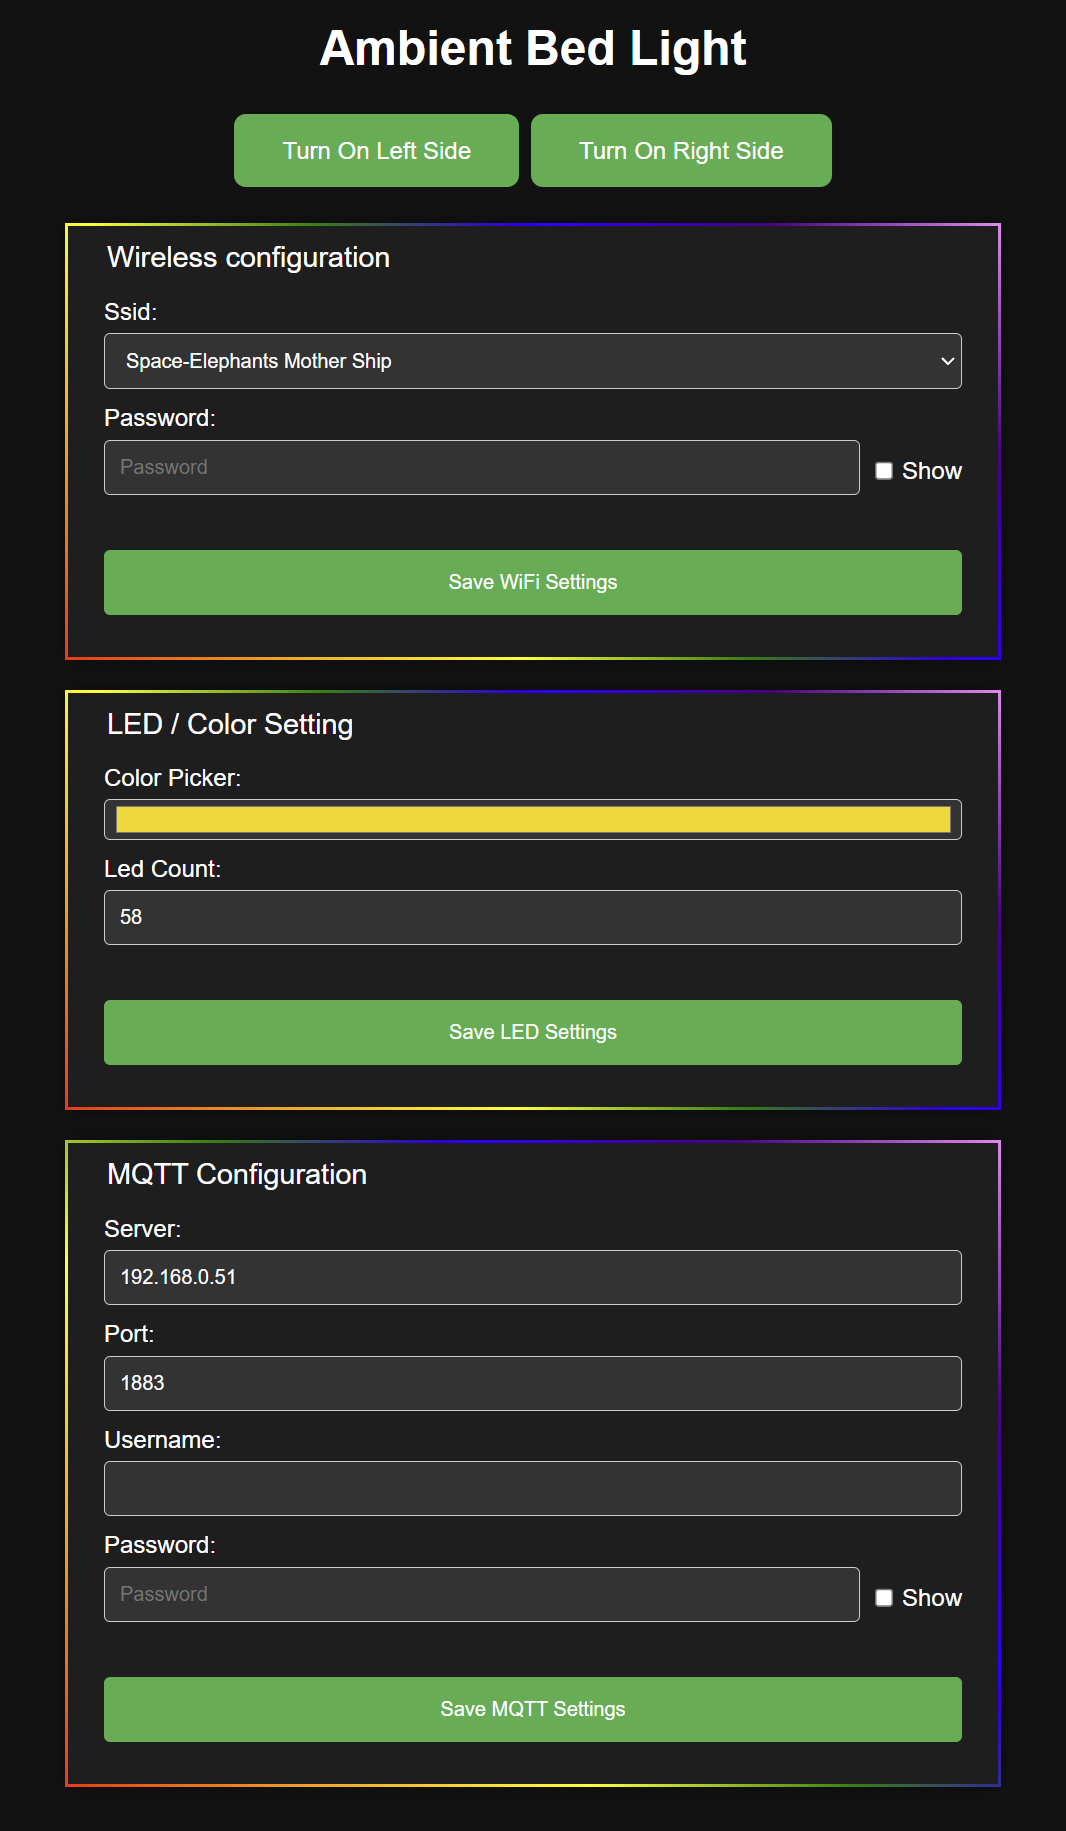 Ambient Bed Light
Turn On Left Side
Turn On Right Side
Wireless configuration
Ssid:
Space-Elephants Mother Ship
Password:
Password
Show
Save WiFi Settings
LED / Color Setting
Color Picker:
Led Count:
58
Save LED Settings
MQTT Configuration
Server:
192.168.0.51
Port:
1883
Username:
Password:
Password
Show
Save MQTT Settings